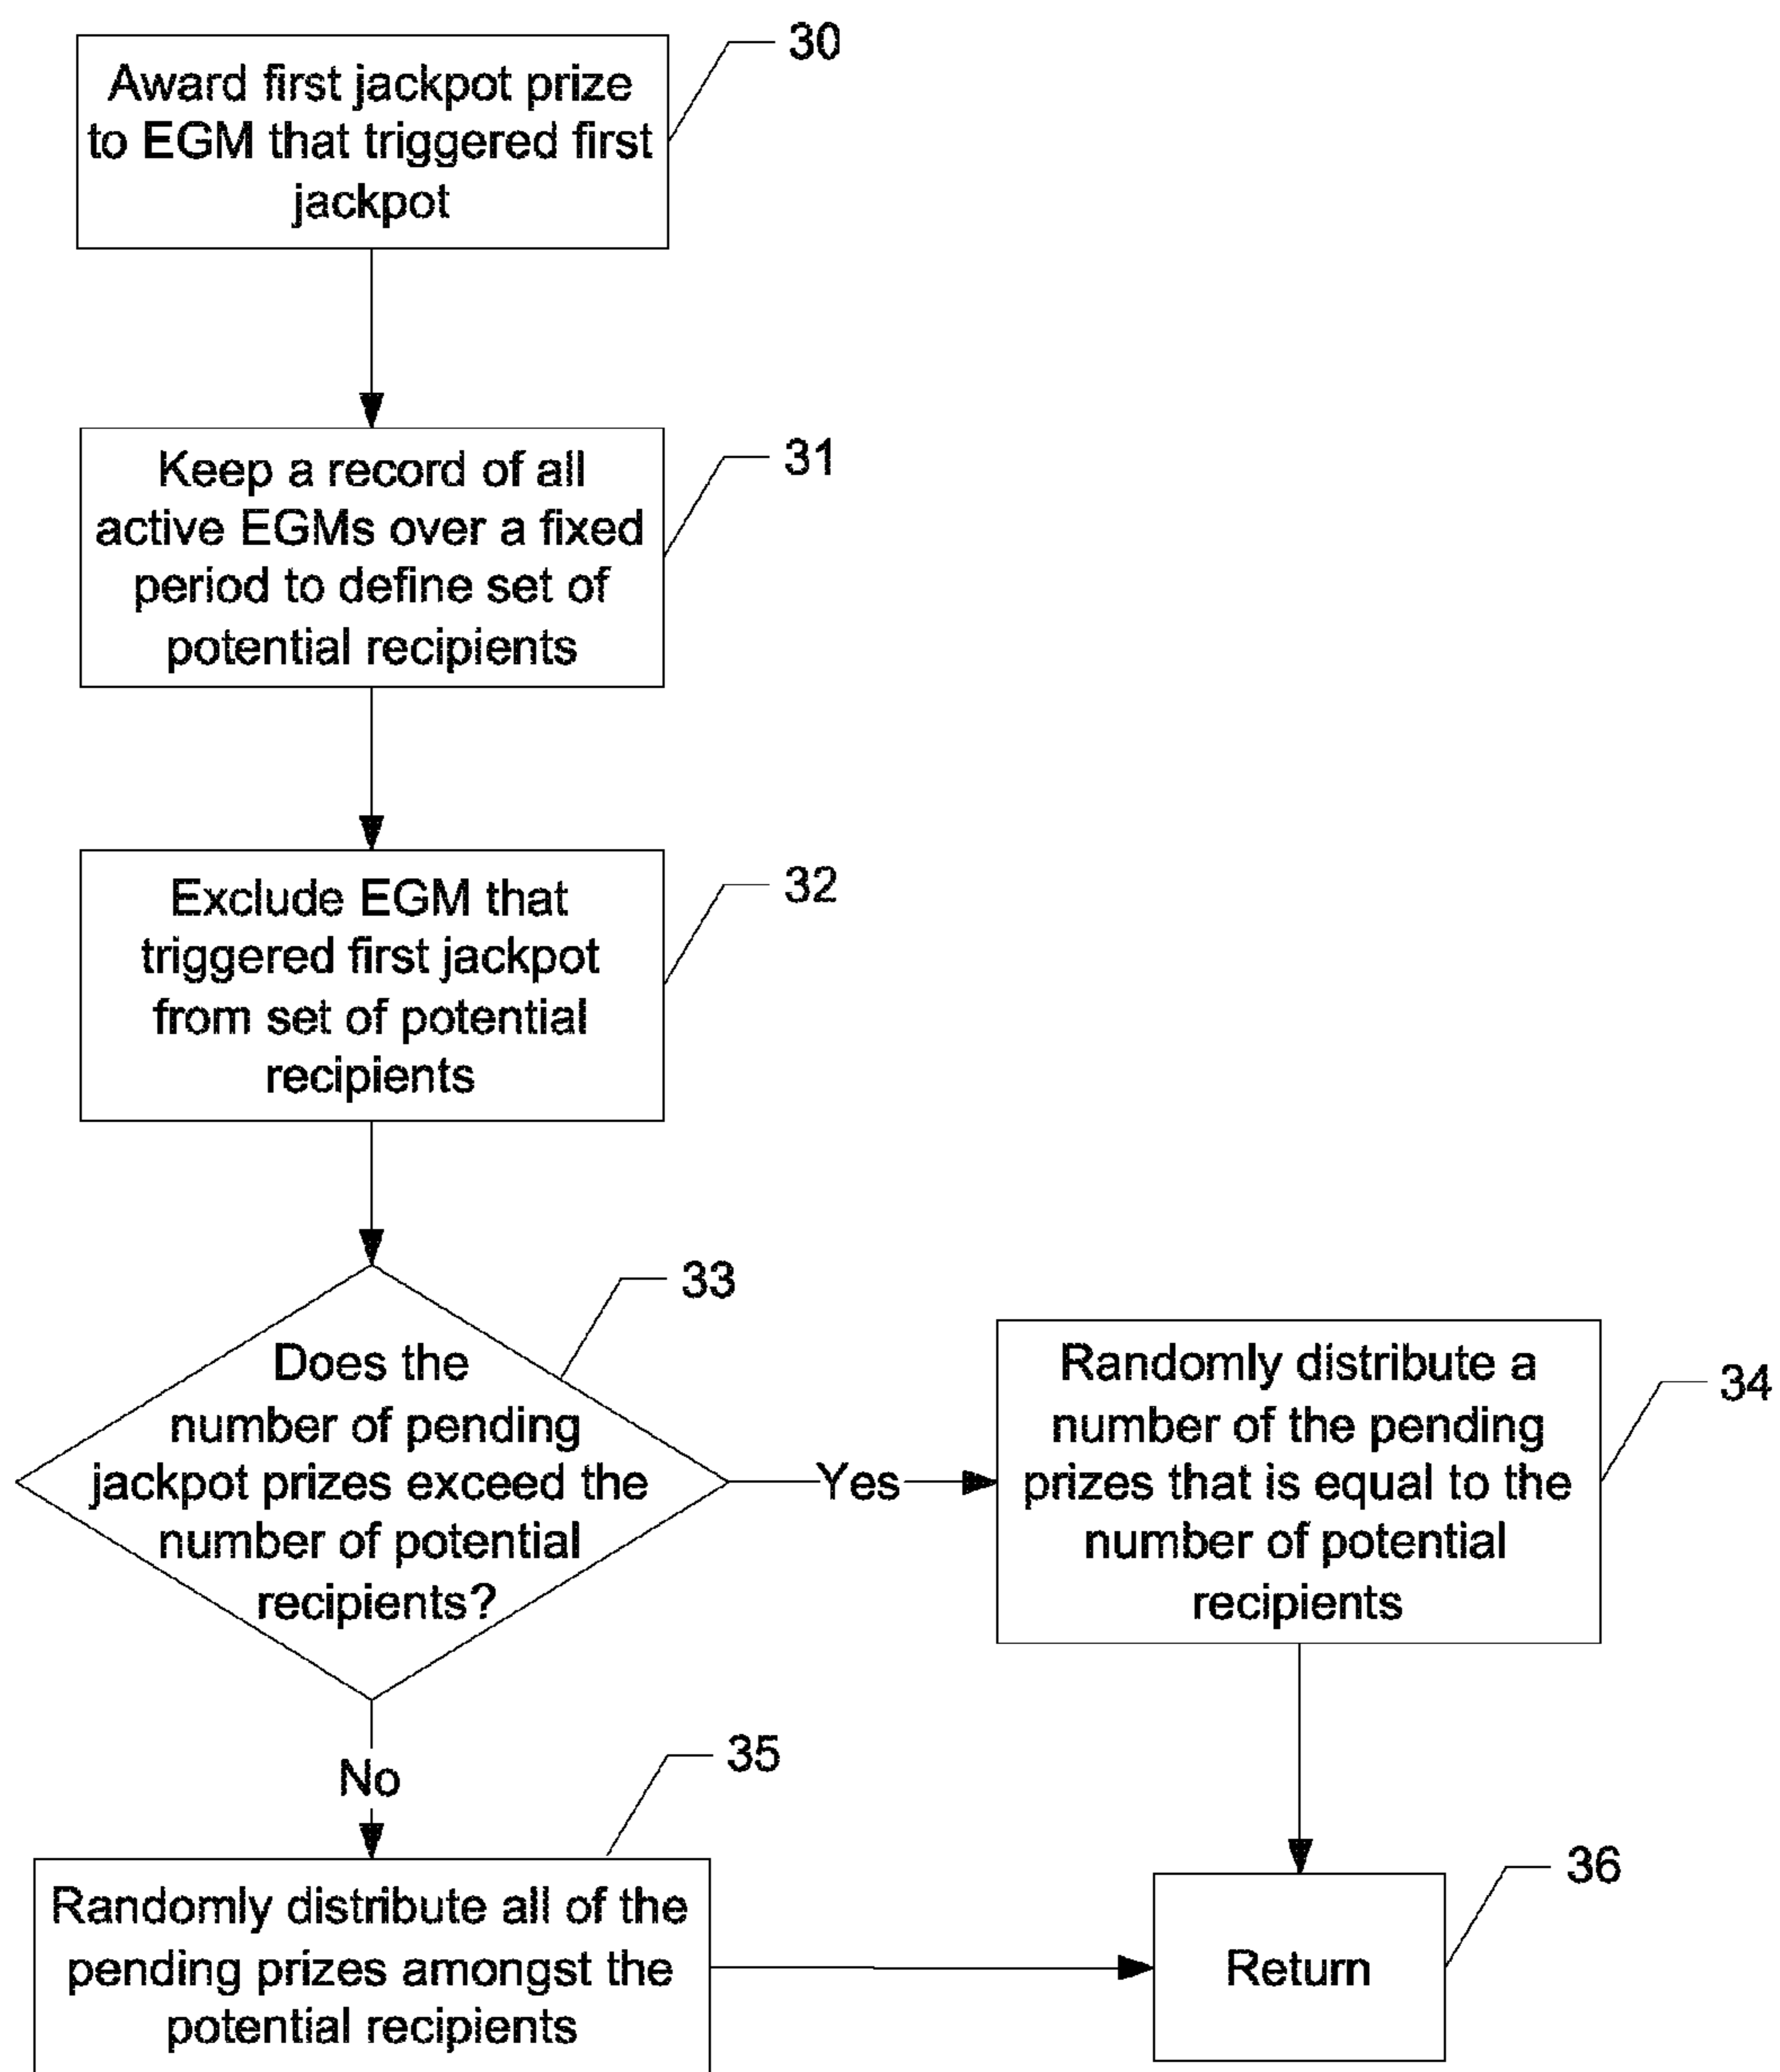 Award first jackpot prize
to EGM that triggered first
jackpot
30
Keep a record of all
active EGMs over a fixed
period to define set of
potential recipients
31
Exclude EGM that
triggered first jackpot
from set of potential
recipients
32
Does the
number of pending
jackpot prizes exceed the
number of potential
recipients?
33
Yes
Randomly distribute a
number of the pending
prizes that is equal to the
number of potential
recipients
34
No
Randomly distribute all of the
pending prizes amongst the
potential recipients
35
Return
36